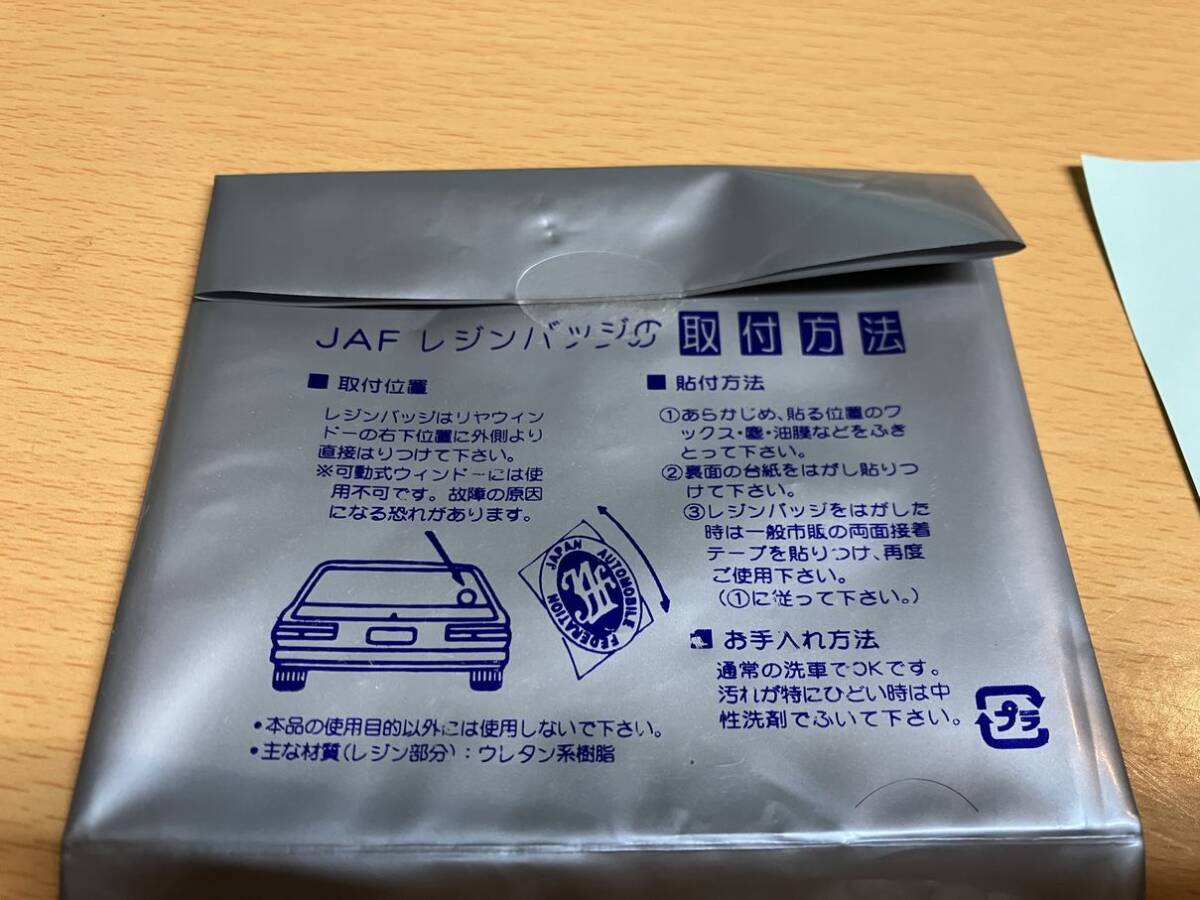 JAF レジンバッジの 取付方法
■ 取付位置
レジンバッジはリヤウィン
ドーの右下位置に外側より
直接はりつけて下さい。
※可動式ウィンドーには使
用不可です。故障の原因
になる恐れがあります。
JAPAN AUTOMOBILE FEDERATION
JAF
■ 貼付方法
①あらかじめ、貼る位置のワ
ックス・塵・油膜などをふき
とって下さい。
②裏面の台紙をはがし貼りつ
けて下さい。
③レジンバッジをはがした
時は一般市販の両面接着
テープを貼りつけ、再度
ご使用下さい。
(①に従って下さい。)
■ お手入れ方法
通常の洗車でOKです。
汚れが特にひどい時は中
性洗剤でふいて下さい。
プラ
・本品の使用目的以外には使用しないで下さい。
・主な材質(レジン部分):ウレタン系樹脂